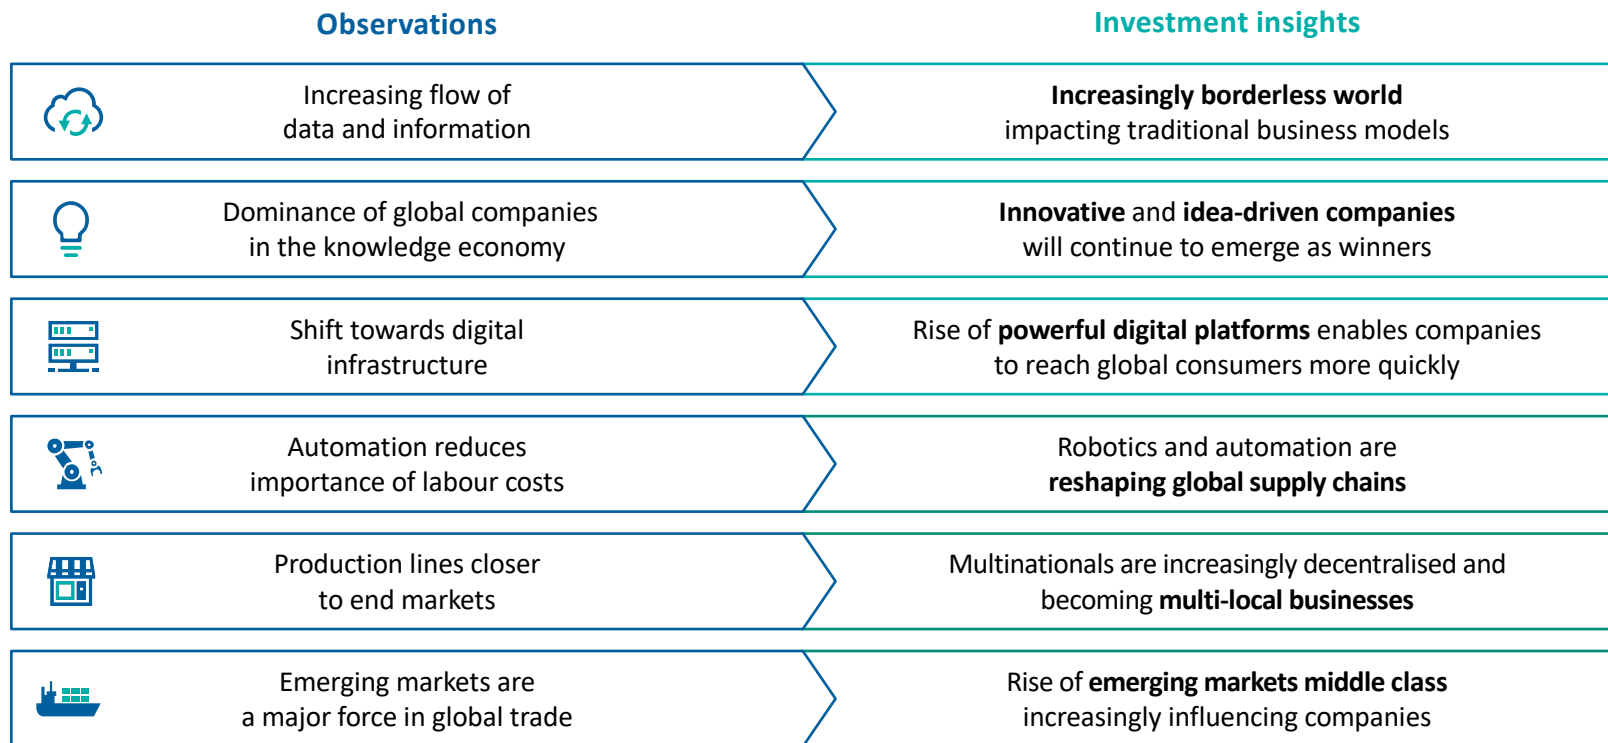 Observations
Investment insights
Increasing flow of
data and information
Increasingly borderless world
impacting traditional business models
Dominance of global companies
in the knowledge economy
Innovative and idea-driven companies
will continue to emerge as winners
Shift towards digital
infrastructure
Rise of powerful digital platforms enables companies
to reach global consumers more quickly
Automation reduces
importance of labour costs
Robotics and automation are
reshaping global supply chains
Production lines closer
to end markets
Multinationals are increasingly decentralised and
becoming multi-local businesses
Emerging markets are
a major force in global trade
Rise of emerging markets middle class
increasingly influencing companies